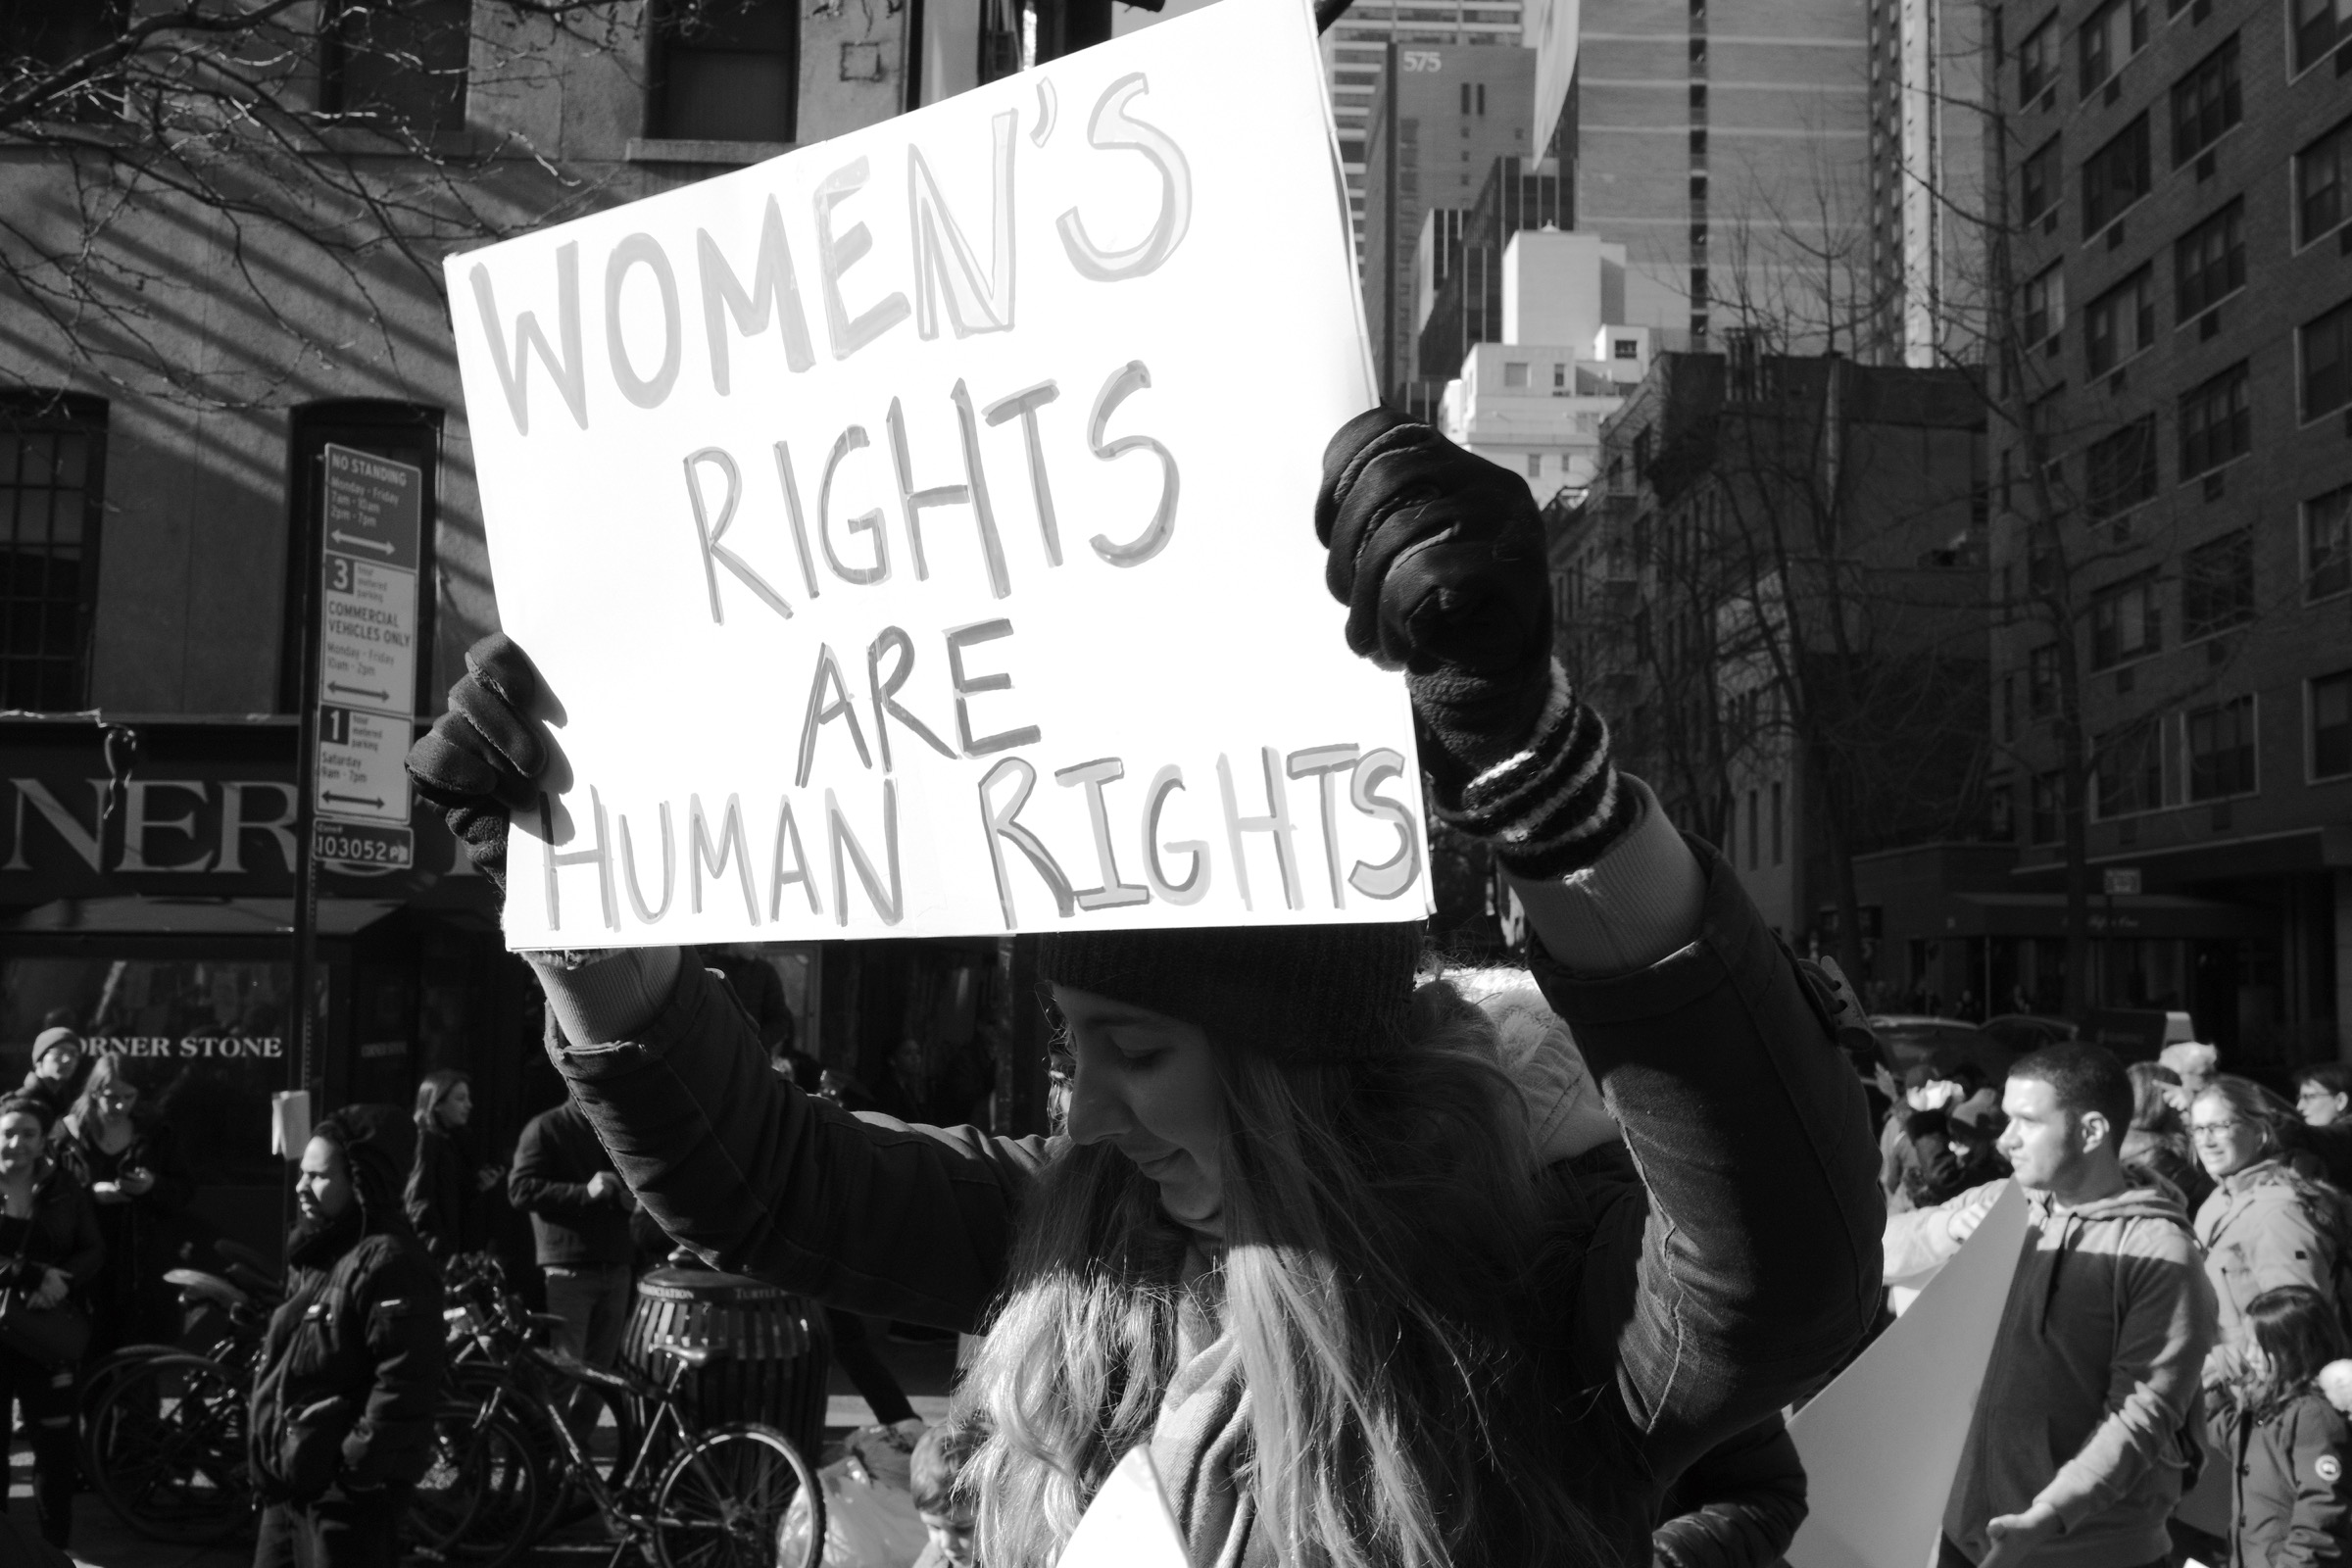 WOMEN'S
RIGHTS
ARE
HUMAN RIGHTS
575
NO STANDING
Monday - Friday
7am - 10am
2pm - 7pm
3 hour
metered
parking
COMMERCIAL
VEHICLES ONLY
Monday - Friday
10am - 2pm
1 hour
metered
parking
Saturday
9am - 7pm
103052
NER
ORNER STONE
TURTLE